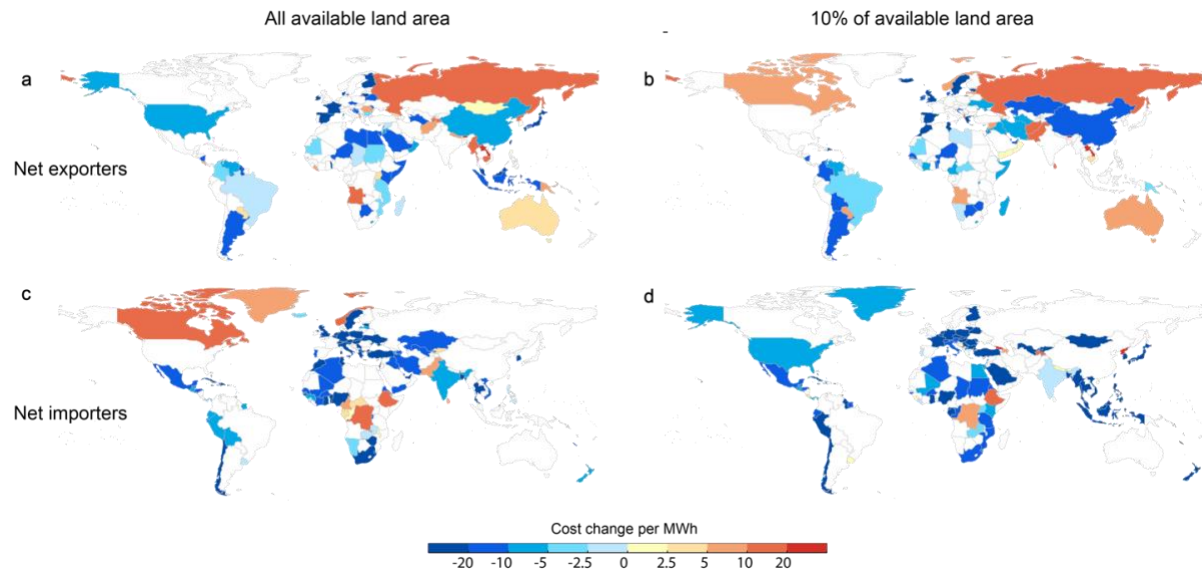 All available land area
10% of available land area
a
b
Net exporters
c
d
Net importers
Cost change per MWh
-20 -10 -5 -2.5 0 2.5 5 10 20